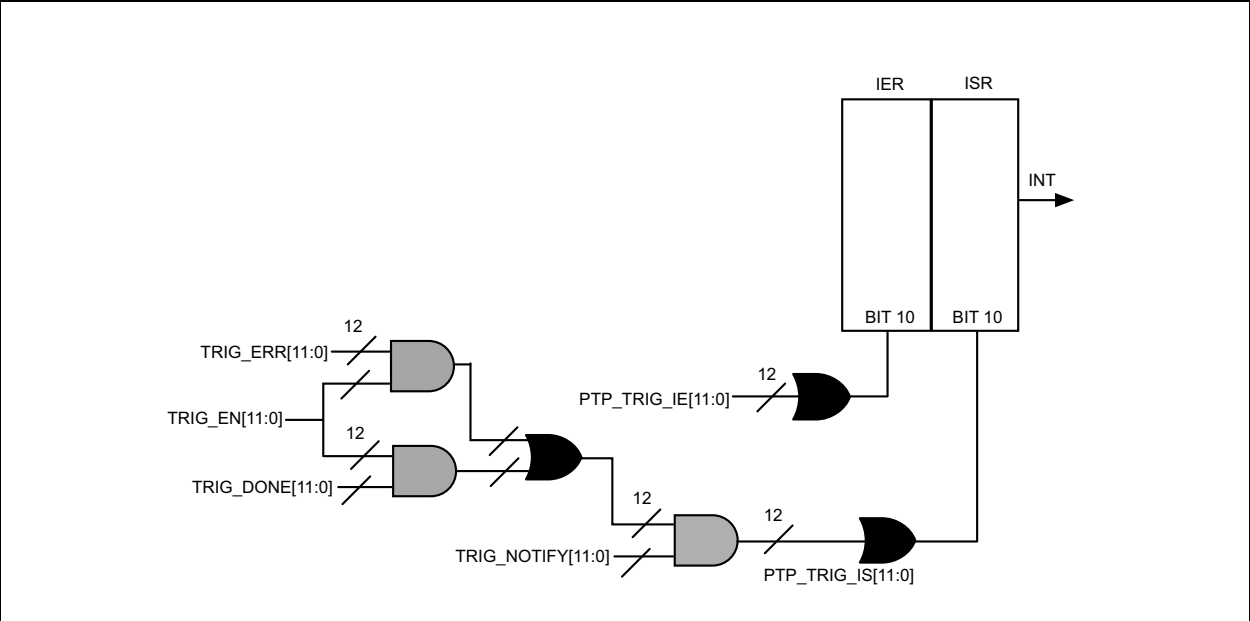 IER
ISR
INT
BIT 10
BIT 10
12
TRIG_ERR[11:0]
12
PTP_TRIG_IE[11:0]
TRIG_EN[11:0]
12
TRIG_DONE[11:0]
12
12
TRIG_NOTIFY[11:0]
PTP_TRIG_IS[11:0]